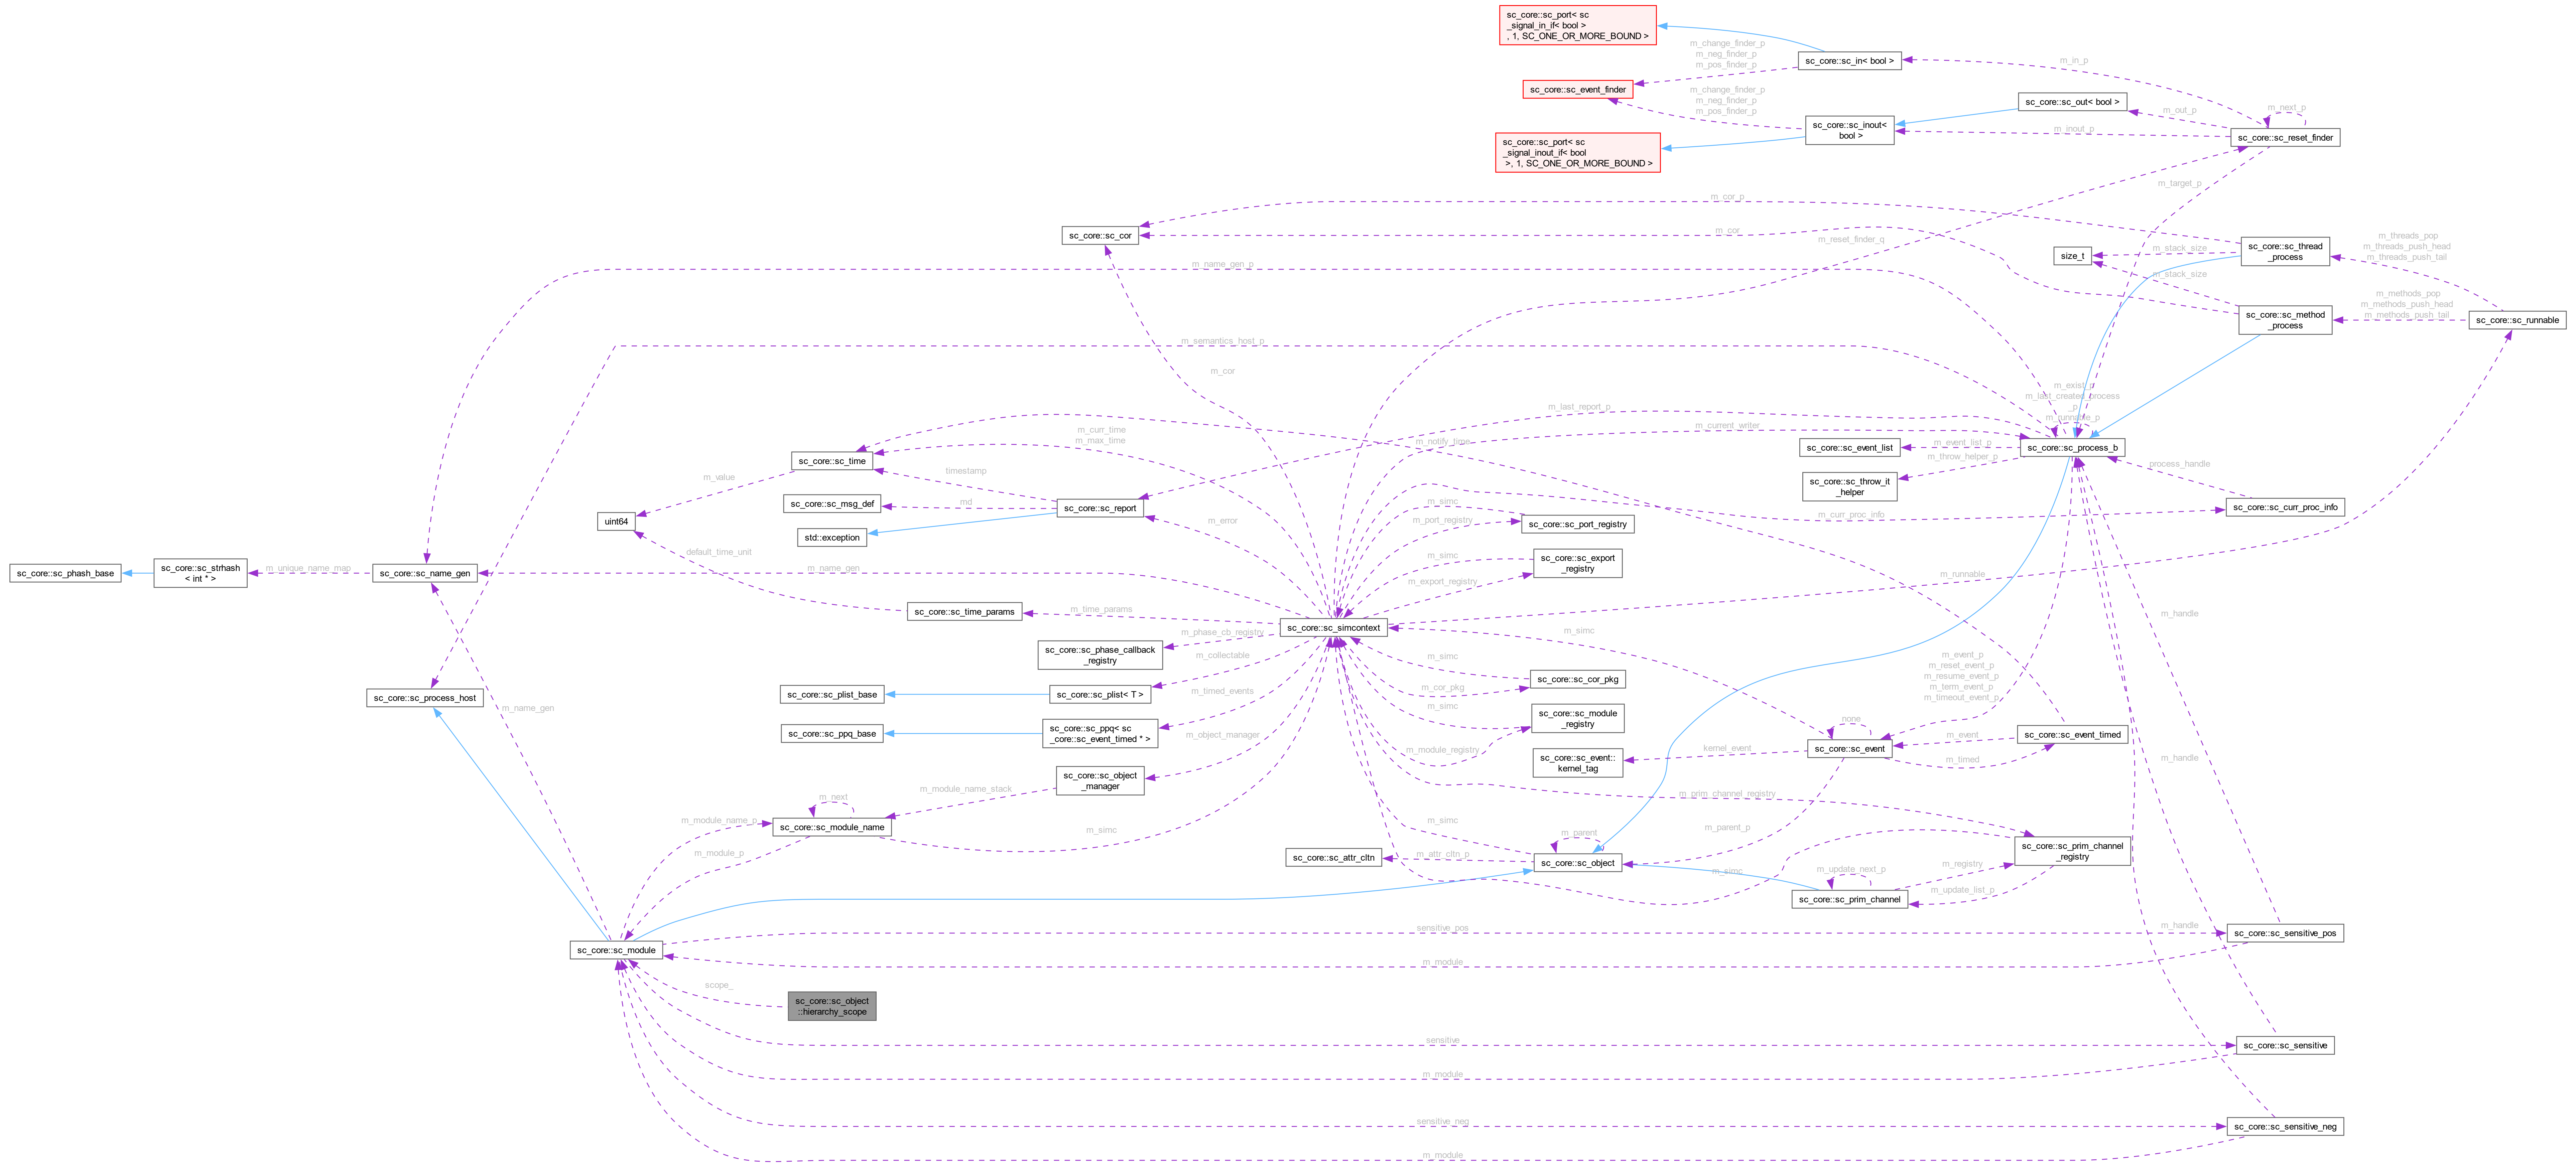 sc_core::sc_port< sc
_signal_in_if< bool >
, 1, SC_ONE_OR_MORE_BOUND >
m_change_finder_p
m_neg_finder_p
m_pos_finder_p
sc_core::sc_in< bool >
m_in_p
sc_core::sc_event_finder
m_change_finder_p
m_neg_finder_p
m_pos_finder_p
sc_core::sc_out< bool >
m_out_p
m_next_p
sc_core::sc_inout<
bool >
m_inout_p
sc_core::sc_reset_finder
sc_core::sc_port< sc
_signal_inout_if< bool
>, 1, SC_ONE_OR_MORE_BOUND >
m_target_p
m_cor_p
sc_core::sc_cor
m_cor
m_reset_finder_q
sc_core::sc_thread
_process
m_threads_pop
m_threads_push_head
m_threads_push_tail
size_t
m_stack_size
m_name_gen_p
m_stack_size
m_methods_pop
m_methods_push_head
m_methods_push_tail
sc_core::sc_method
_process
sc_core::sc_runnable
m_semantics_host_p
m_cor
m_exist_p
m_last_created_process
_p
m_runnable_p
m_last_report_p
m_curr_time
m_max_time
m_notify_time
m_current_writer
sc_core::sc_event_list
m_event_list_p
sc_core::sc_process_b
m_throw_helper_p
process_handle
sc_core::sc_time
m_value
timestamp
sc_core::sc_throw_it
_helper
sc_core::sc_msg_def
md
sc_core::sc_report
m_simc
sc_core::sc_curr_proc_info
m_curr_proc_info
uint64
m_error
m_port_registry
sc_core::sc_port_registry
std::exception
default_time_unit
m_simc
sc_core::sc_export
_registry
sc_core::sc_phash_base
sc_core::sc_strhash
< int * >
m_unique_name_map
sc_core::sc_name_gen
m_name_gen
m_export_registry
m_runnable
sc_core::sc_time_params
m_time_params
m_handle
sc_core::sc_simcontext
m_simc
m_phase_cb_registry
sc_core::sc_phase_callback
_registry
m_collectable
m_simc
m_event_p
m_reset_event_p
m_resume_event_p
m_term_event_p
m_timeout_event_p
sc_core::sc_cor_pkg
m_cor_pkg
sc_core::sc_process_host
sc_core::sc_plist_base
sc_core::sc_plist< T >
m_timed_events
m_simc
sc_core::sc_module
_registry
m_name_gen
none
sc_core::sc_ppq_base
sc_core::sc_ppq< sc
_core::sc_event_timed * >
m_object_manager
m_module_registry
kernel_event
sc_core::sc_event
m_event
sc_core::sc_event_timed
m_timed
m_handle
sc_core::sc_event::
kernel_tag
sc_core::sc_object
_manager
m_module_name_stack
m_next
m_prim_channel_registry
m_module_name_p
sc_core::sc_module_name
m_simc
m_simc
m_parent
m_parent_p
m_module_p
sc_core::sc_attr_cltn
m_attr_cltn_p
sc_core::sc_object
m_simc
m_update_next_p
m_registry
sc_core::sc_prim_channel
_registry
m_update_list_p
sc_core::sc_prim_channel
sensitive_pos
m_handle
sc_core::sc_sensitive_pos
sc_core::sc_module
m_module
scope_
sc_core::sc_object
::hierarchy_scope
sensitive
sc_core::sc_sensitive
m_module
sensitive_neg
sc_core::sc_sensitive_neg
m_module